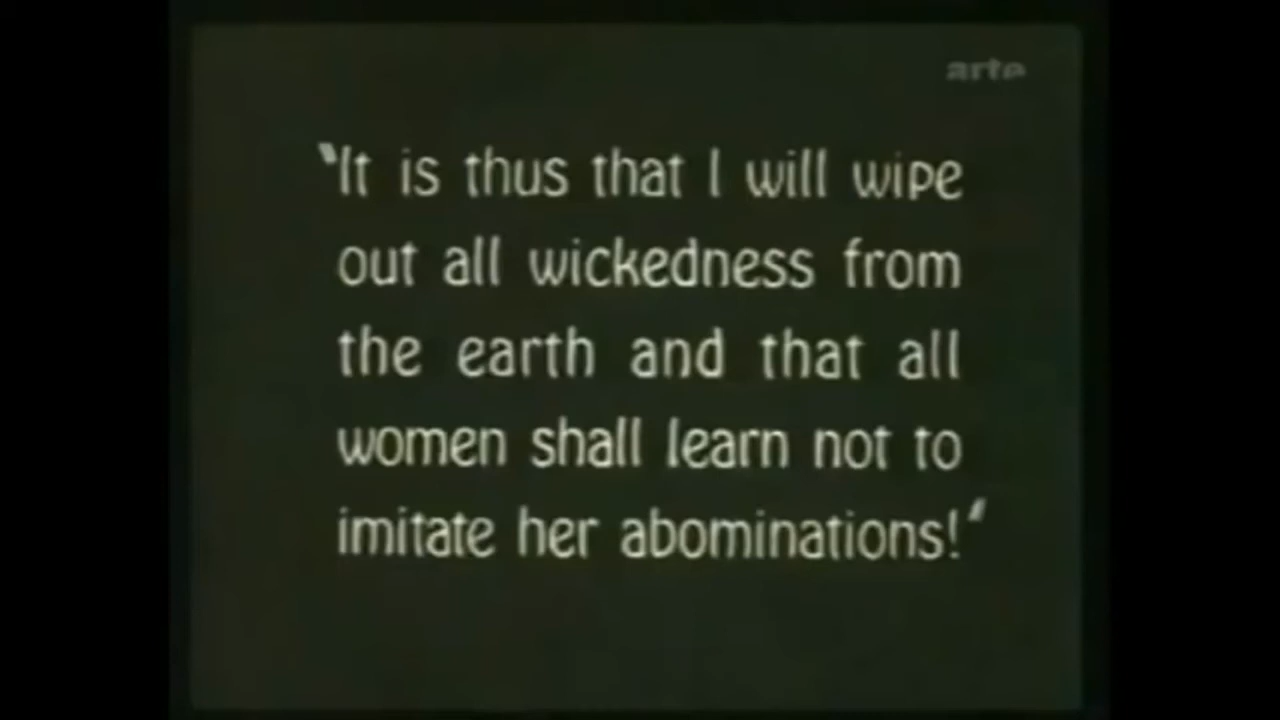 arte
‛It is thus that I will wipe
out all wickedness from
the earth and that all
women shall learn not to
imitate her abominations!‛